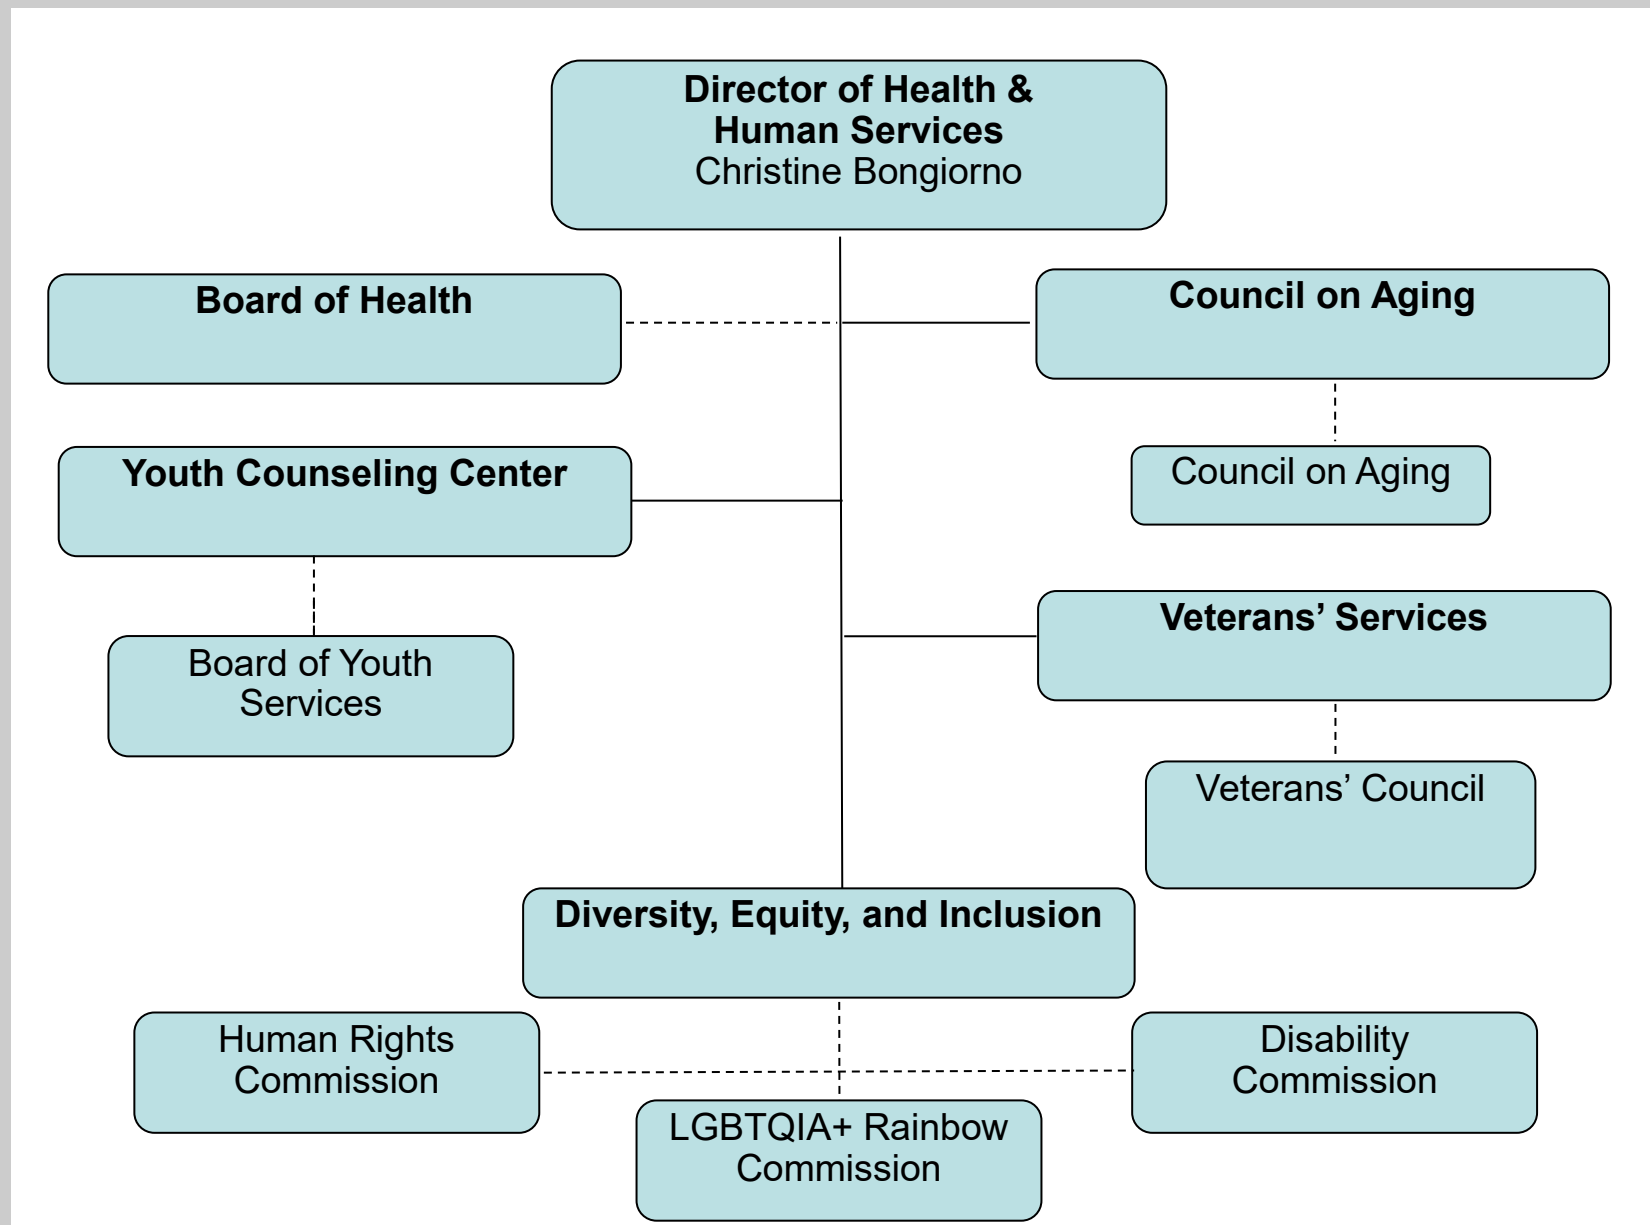 Director of Health &
Human Services
Christine Bongiorno
Board of Health
Council on Aging
Youth Counseling Center
Council on Aging
Veterans’ Services
Board of Youth
Services
Veterans’ Council
Diversity, Equity, and Inclusion
Human Rights
Commission
Disability
Commission
LGBTQIA+ Rainbow
Commission